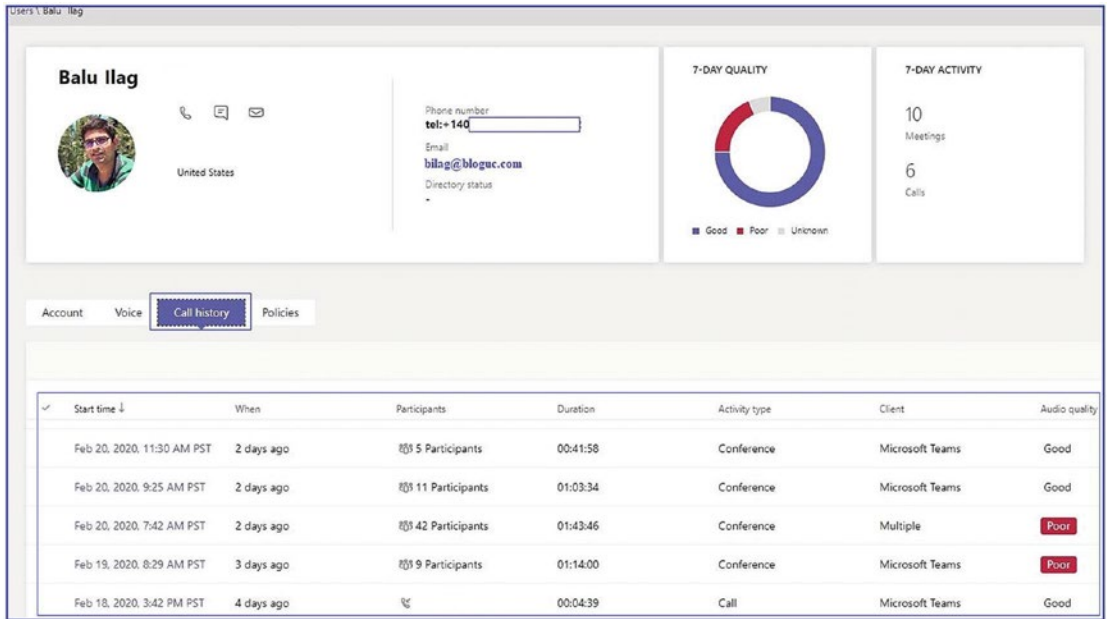 Users \ Balu Ilag
Balu Ilag
United States
Phone number
tel:+140
Email
bilag@bloguc.com
Directory status
-
7-DAY QUALITY
Good Poor Unknown
7-DAY ACTIVITY
10
Meetings
6
Calls
Account Voice Call history Policies
Start time ↓ When Participants Duration Activity type Client Audio quality
Feb 20, 2020, 11:30 AM PST 2 days ago 5 Participants 00:41:58 Conference Microsoft Teams Good
Feb 20, 2020, 9:25 AM PST 2 days ago 11 Participants 01:03:34 Conference Microsoft Teams Good
Feb 20, 2020, 7:42 AM PST 2 days ago 42 Participants 01:43:46 Conference Multiple Poor
Feb 19, 2020, 8:29 AM PST 3 days ago 9 Participants 01:14:00 Conference Microsoft Teams Poor
Feb 18, 2020, 3:42 PM PST 4 days ago 00:04:39 Call Microsoft Teams Good